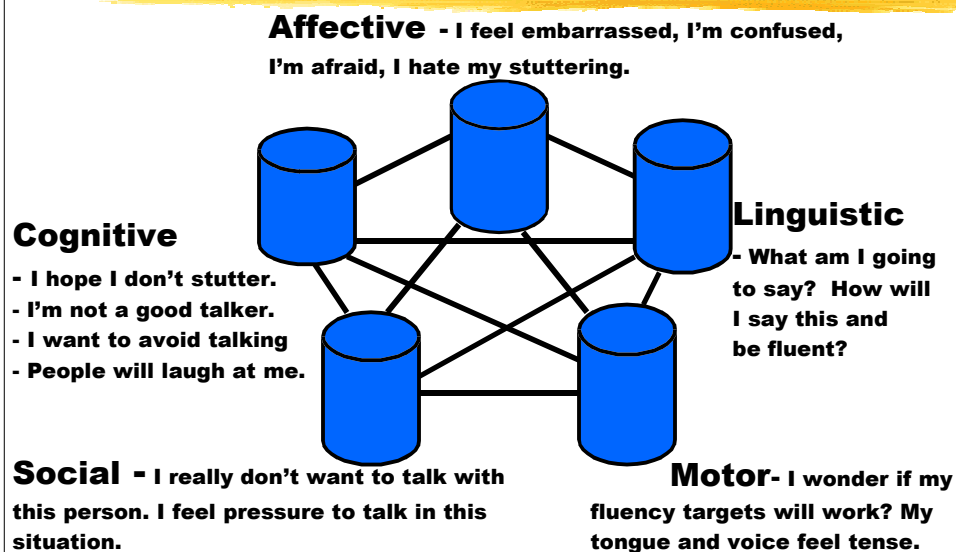 Affective - I feel embarrassed, I'm confused,
I'm afraid, I hate my stuttering.
Cognitive
- I hope I don't stutter.
- I'm not a good talker.
- I want to avoid talking
- People will laugh at me.
Linguistic
- What am I going
to say?  How will
I say this and
be fluent?
Social - I really don't want to talk with
this person. I feel pressure to talk in this
situation.
Motor- I wonder if my
fluency targets will work? My
tongue and voice feel tense.